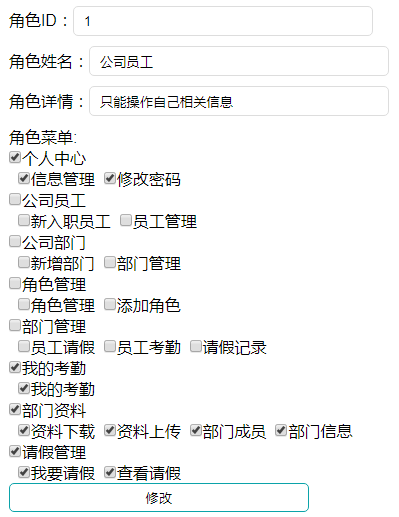 角色ID：1
角色姓名：公司员工
角色详情：只能操作自己相关信息
角色菜单:
个人中心
信息管理 修改密码
公司员工
新入职员工 员工管理
公司部门
新增部门 部门管理
角色管理
角色管理 添加角色
部门管理
员工请假 员工考勤 请假记录
我的考勤
我的考勤
部门资料
资料下载 资料上传 部门成员 部门信息
请假管理
我要请假 查看请假
修改